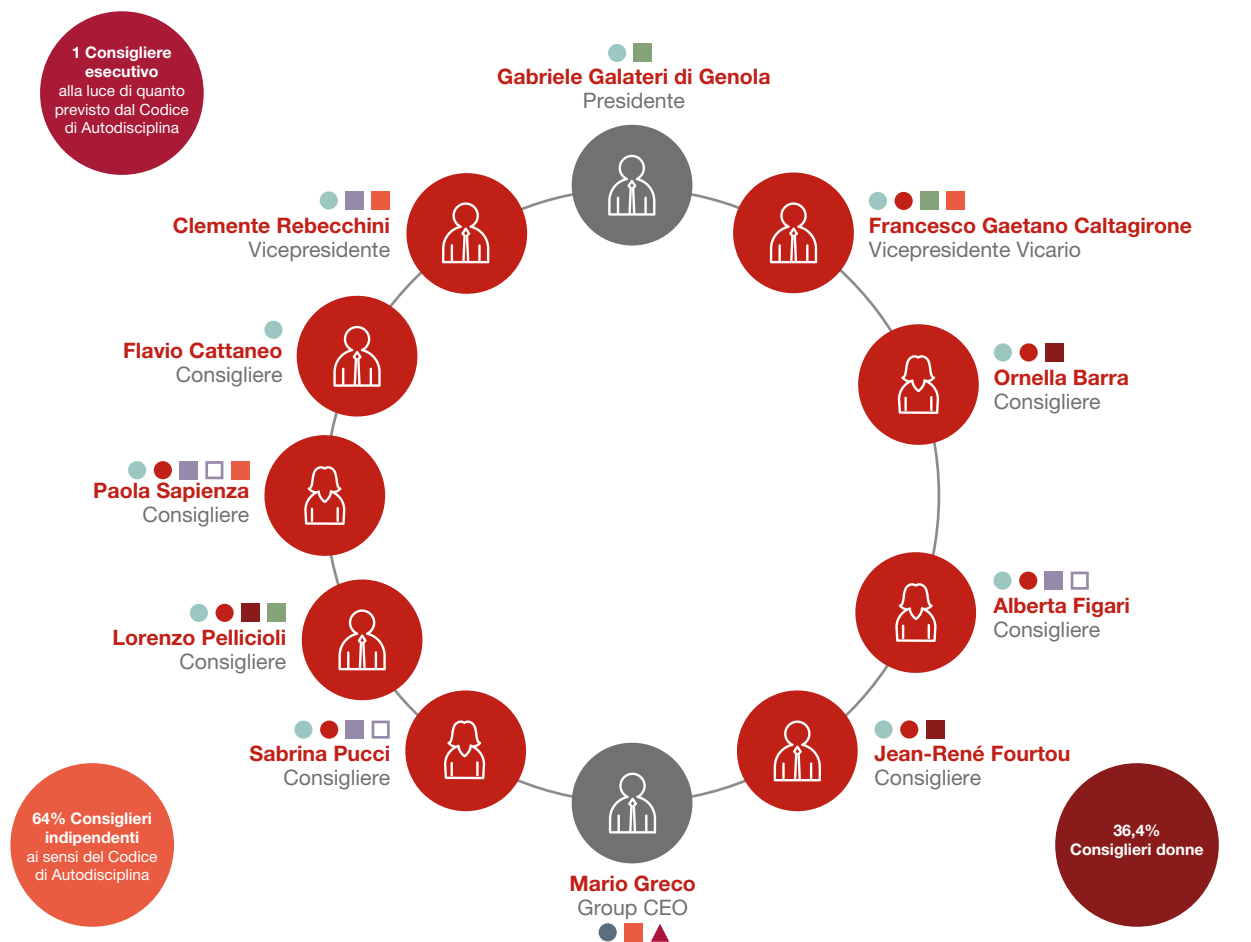 1 Consigliere
esecutivo
alla luce di quanto
previsto dal Codice
di Autodisciplina
Gabriele Galateri di Genola
Presidente
Clemente Rebecchini
Vicepresidente
Francesco Gaetano Caltagirone
Vicepresidente Vicario
Flavio Cattaneo
Consigliere
Ornella Barra
Consigliere
Paola Sapienza
Consigliere
Alberta Figari
Consigliere
Lorenzo Pellicioli
Consigliere
Sabrina Pucci
Consigliere
Jean-René Fourtou
Consigliere
64% Consiglieri
indipendenti
ai sensi del Codice
di Autodisciplina
36,4%
Consiglieri donne
Mario Greco
Group CEO